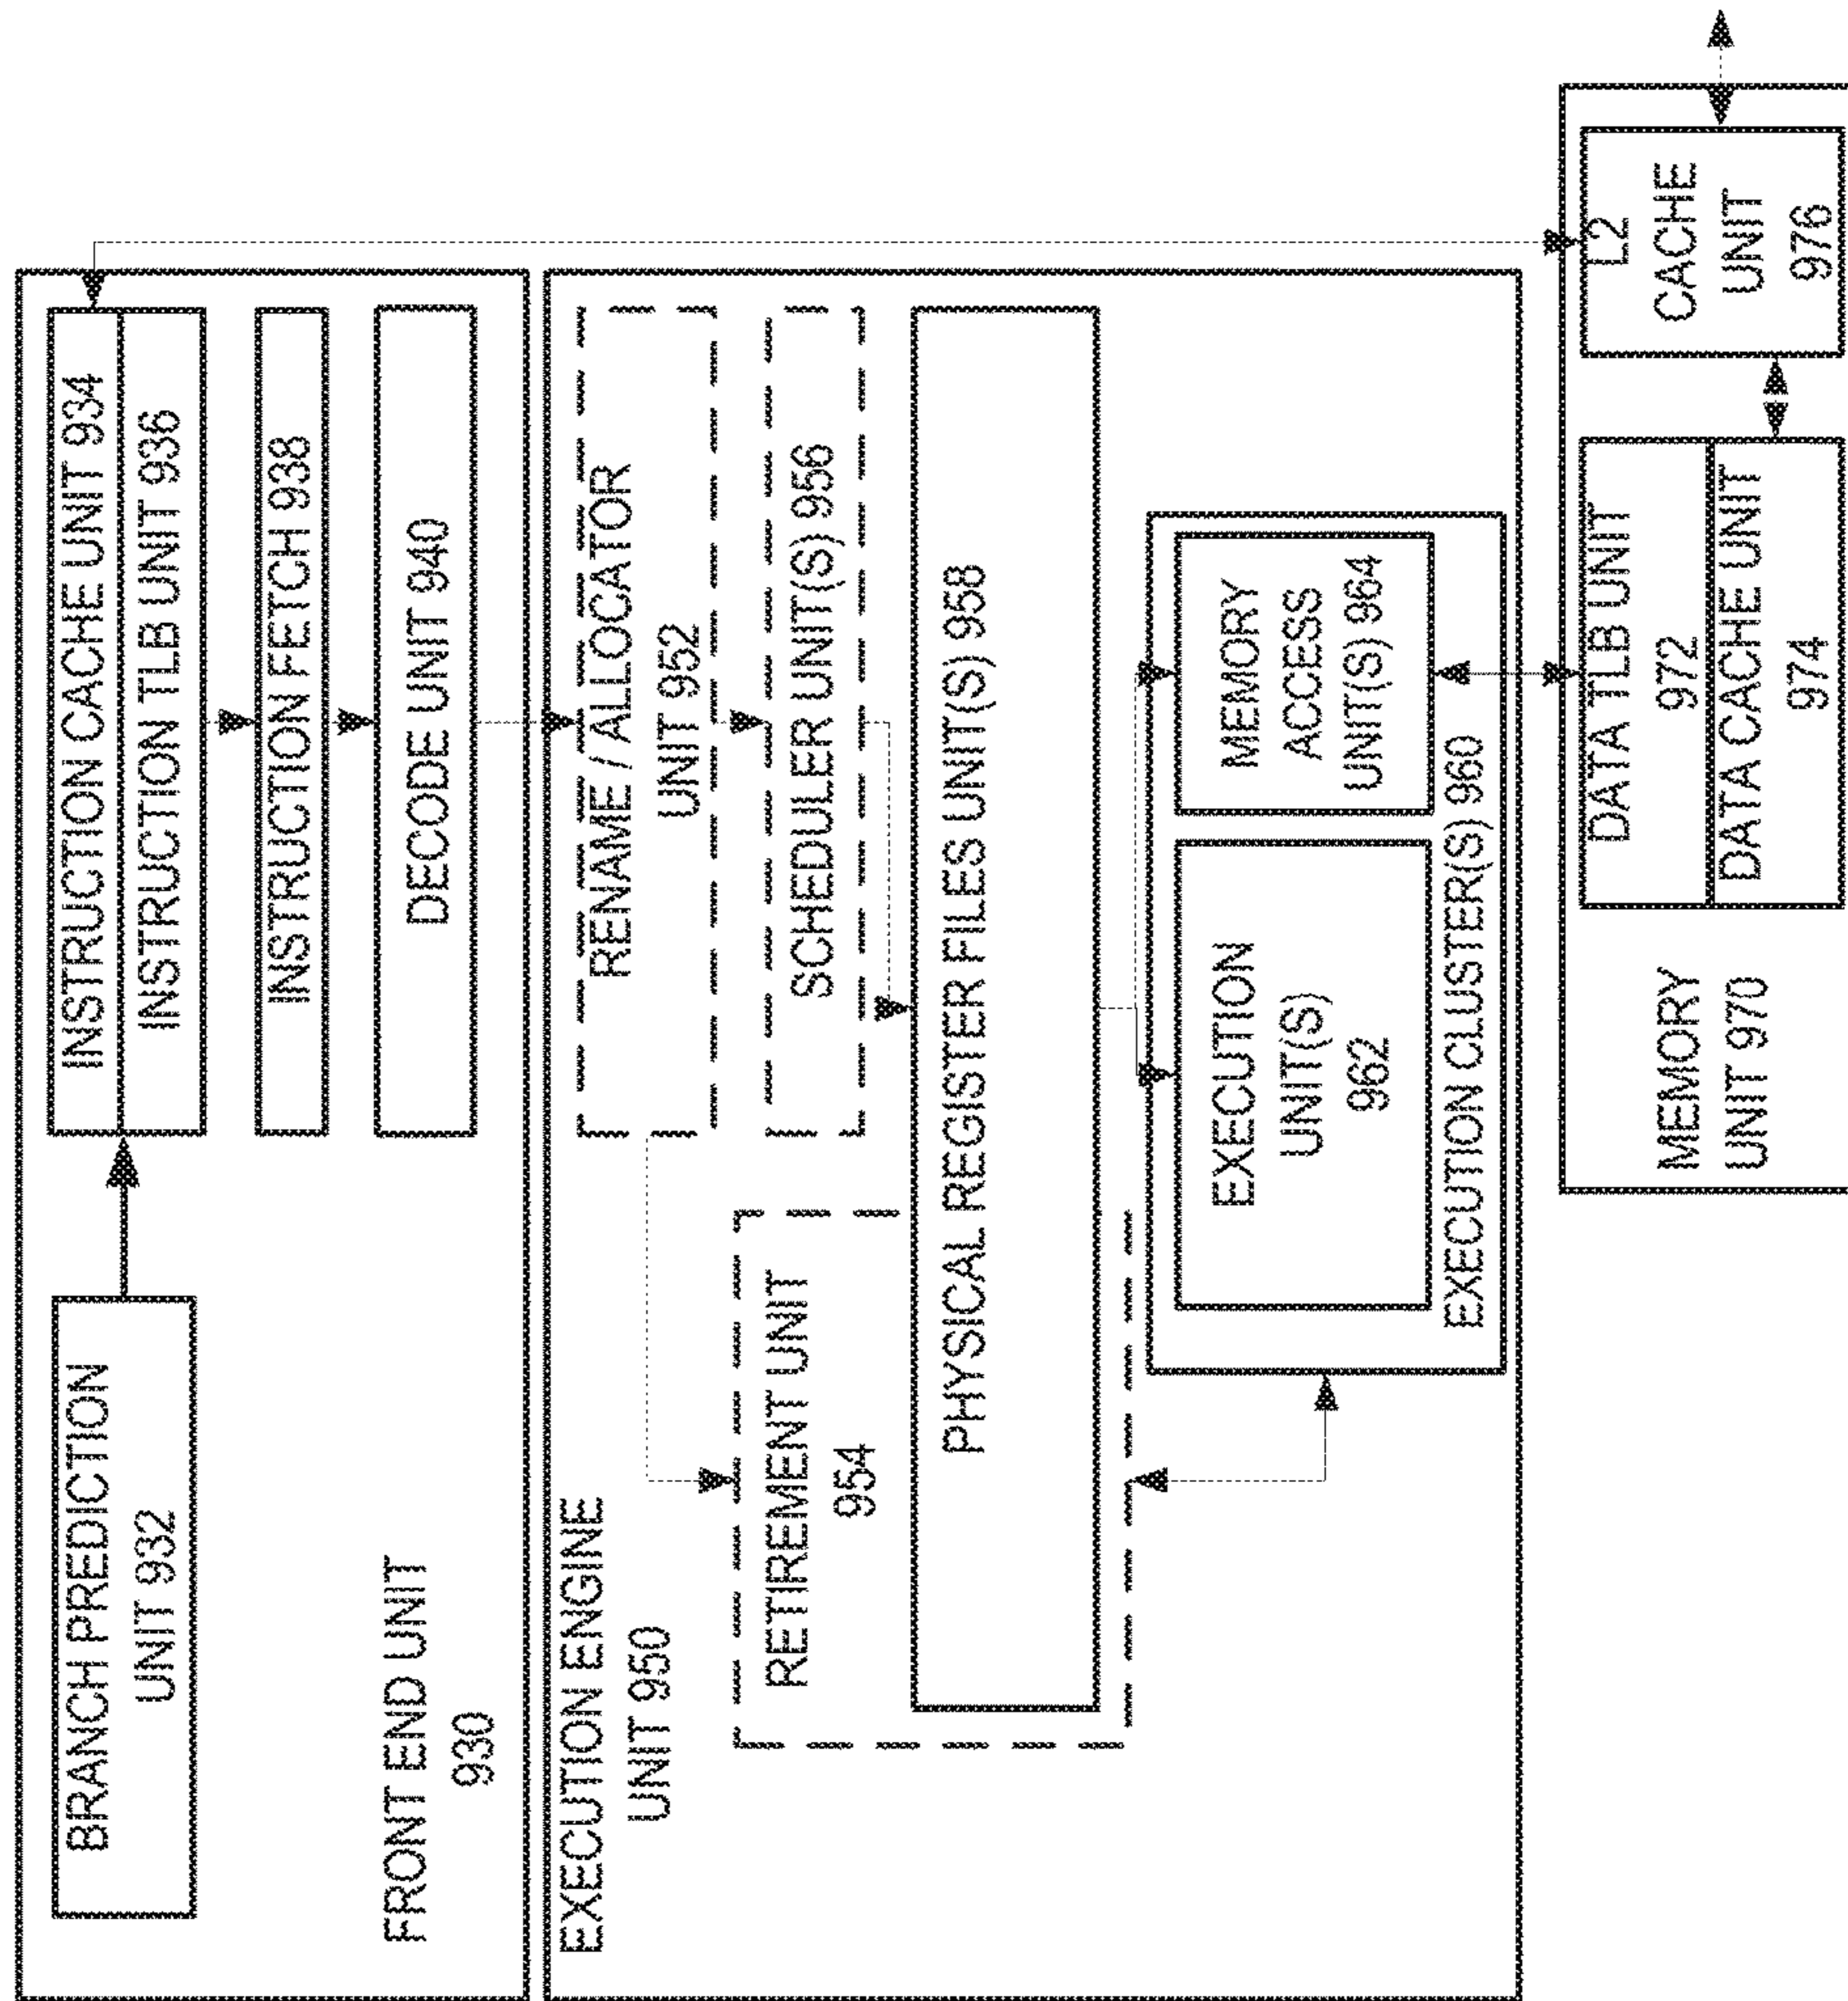 BRANCH PREDICTION
UNIT 932
INSTRUCTION CACHE UNIT 934
INSTRUCTION TLB UNIT 936
INSTRUCTION FETCH 938
DECODE UNIT 940
FRONT END UNIT
930
EXECUTION ENGINE
UNIT 950
RENAME / ALLOCATOR
UNIT 952
RETIREMENT UNIT
954
SCHEDULER UNIT(S) 956
PHYSICAL REGISTER FILES UNIT(S) 958
EXECUTION
UNIT(S)
962
MEMORY
ACCESS
UNIT(S) 964
EXECUTION CLUSTER(S) 960
MEMORY
UNIT 970
DATA TLB UNIT
972
DATA CACHE UNIT
974
L2
CACHE
UNIT
976